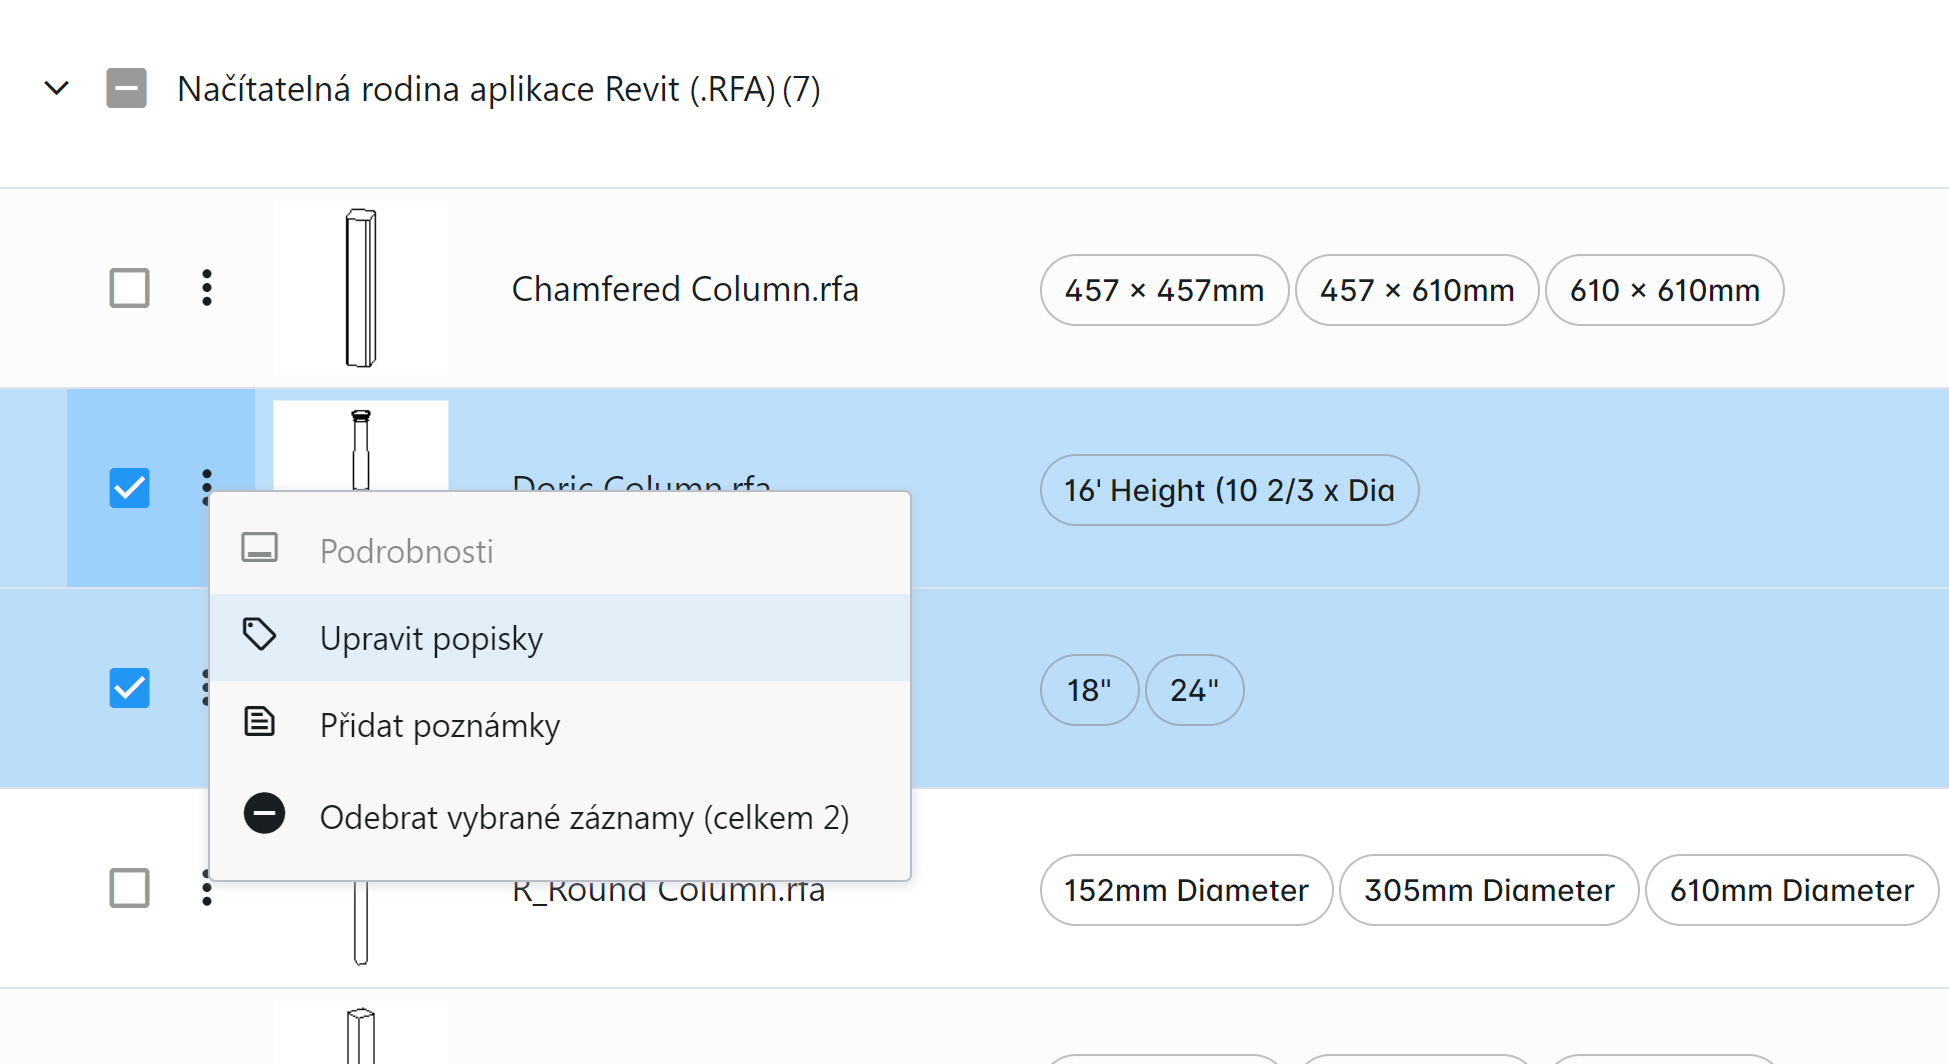 Načítatelná rodina aplikace Revit (.RFA) (7)
Chamfered Column.rfa
457 × 457mm
457 × 610mm
610 × 610mm
Doric Column.rfa
16' Height (10 2/3 x Dia
Podrobnosti
Upravit popisky
18"
24"
Přidat poznámky
Odebrat vybrané záznamy (celkem 2)
R_Round Column.rfa
152mm Diameter
305mm Diameter
610mm Diameter